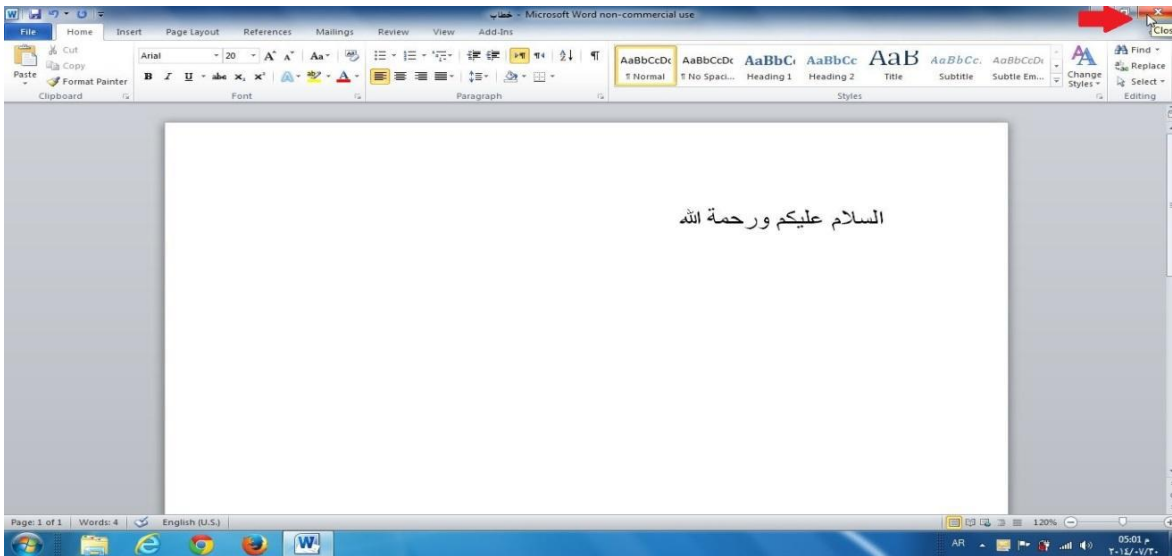 خطاب - Microsoft Word non-commercial use
File Home Insert Page Layout References Mailings Review View Add-Ins
Close
Paste
Cut
Copy
Format Painter
Clipboard
Arial 20
Font
Paragraph
AaBbCcDc AaBbCcDc AaBbC AaBbCc AaB AaBbCc. AaBbCcDc
¶ Normal ¶ No Spaci... Heading 1 Heading 2 Title Subtitle Subtle Em...
Change
Styles
Styles
Find
Replace
Select
Editing
السلام عليكم ورحمة الله
Page: 1 of 1 Words: 4 English (U.S.) 120%
AR 05:01 م